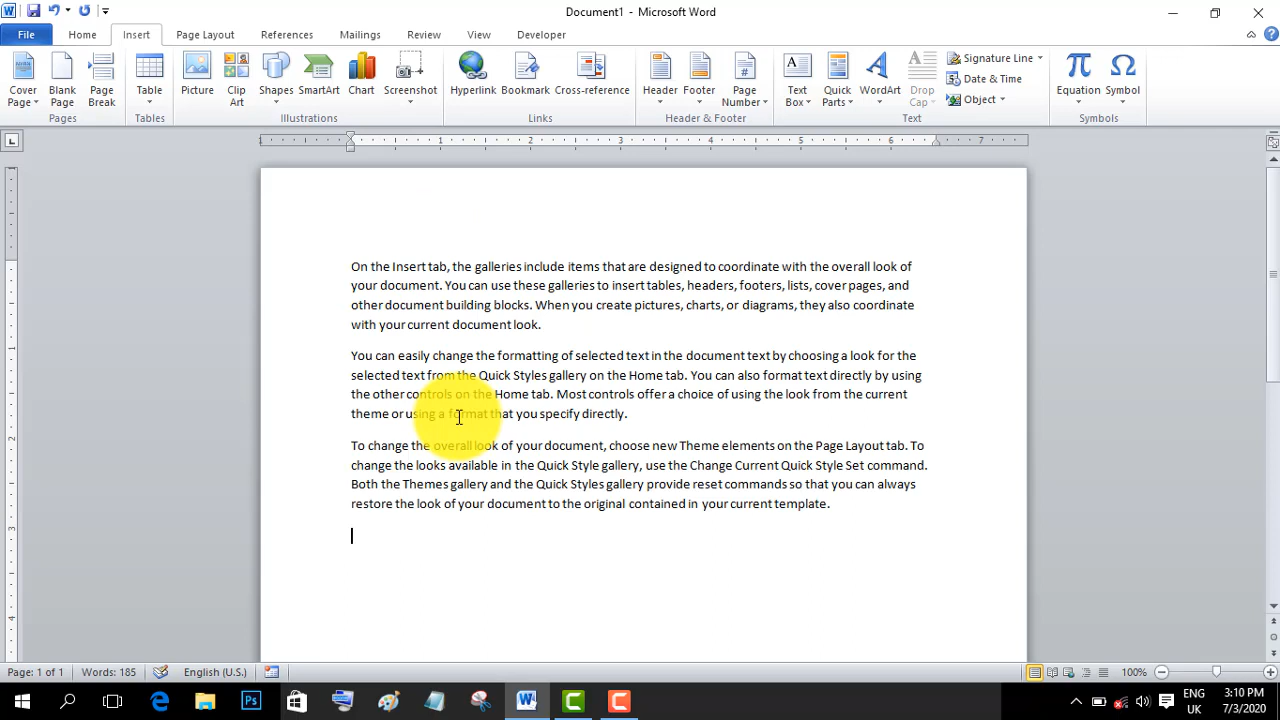 Document1 - Microsoft Word
File Home Insert Page Layout References Mailings Review View Developer
Cover Page
Blank Page
Page Break
Table
Picture
Clip Art
Shapes
SmartArt
Chart
Screenshot
Hyperlink
Bookmark
Cross-reference
Header
Footer
Page Number
Text Box
Quick Parts
WordArt
Drop Cap
Signature Line
Date & Time
Object
Equation
Symbol
Pages Tables Illustrations Links Header & Footer Text Symbols
1 1 2 3 4 5 6 7
On the Insert tab, the galleries include items that are designed to coordinate with the overall look of
your document. You can use these galleries to insert tables, headers, footers, lists, cover pages, and
other document building blocks. When you create pictures, charts, or diagrams, they also coordinate
with your current document look.
You can easily change the formatting of selected text in the document text by choosing a look for the
selected text from the Quick Styles gallery on the Home tab. You can also format text directly by using
the other controls on the Home tab. Most controls offer a choice of using the look from the current
theme or using a format that you specify directly.
To change the overall look of your document, choose new Theme elements on the Page Layout tab. To
change the looks available in the Quick Style gallery, use the Change Current Quick Style Set command.
Both the Themes gallery and the Quick Styles gallery provide reset commands so that you can always
restore the look of your document to the original contained in your current template.
1
2
3
4
Page: 1 of 1 Words: 185 English (U.S.) 100%
ENG 3:10 PM
UK 7/3/2020